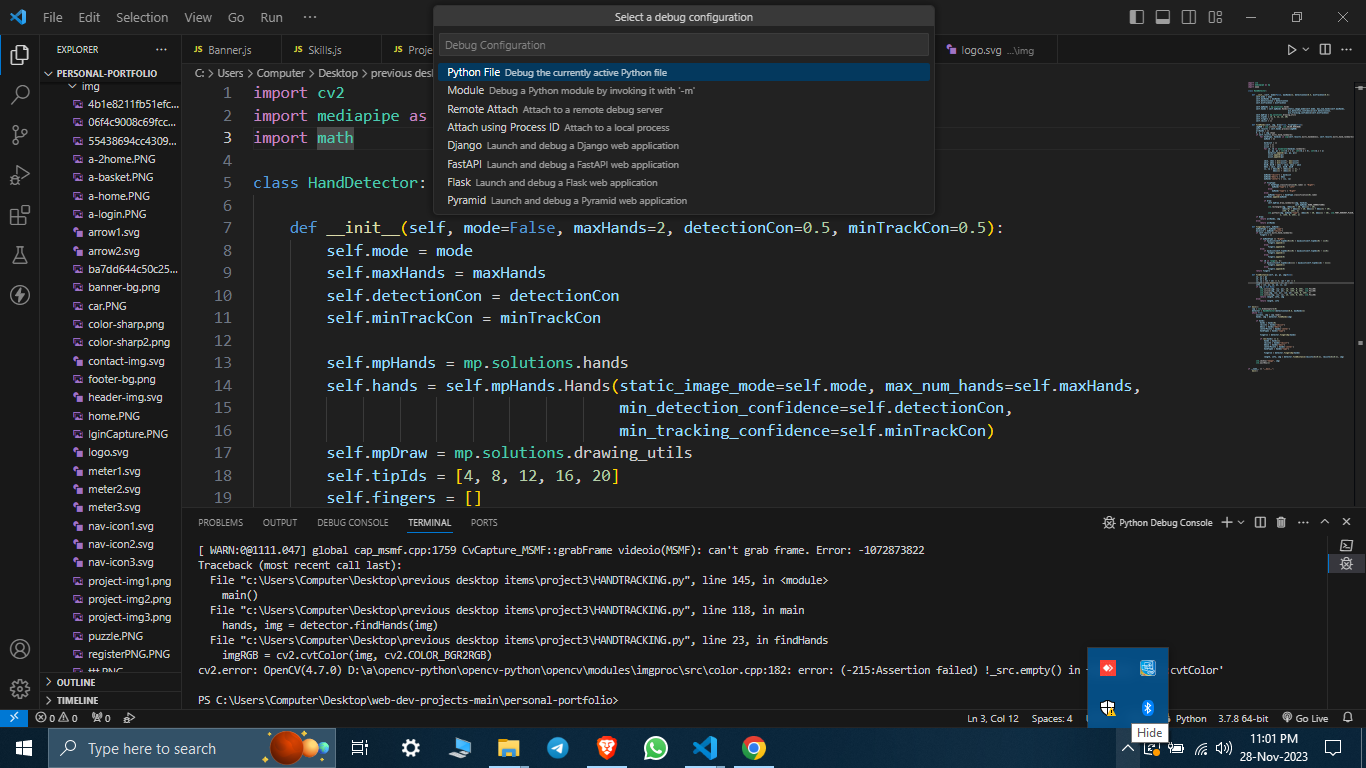 File Edit Selection View Go Run ···
Select a debug configuration
Debug Configuration
Python File Debug the currently active Python file
Module Debug a Python module by invoking it with '-m'
Remote Attach Attach to a remote debug server
Attach using Process ID Attach to a local process
Django Launch and debug a Django web application
FastAPI Launch and debug a FastAPI web application
Flask Launch and debug a Flask web application
Pyramid Launch and debug a Pyramid web application
EXPLORER ···
JS Banner.js
JS Skills.js
JS Proje
logo.svg ...\img
PERSONAL-PORTFOLIO
img
4b1e8211fb51efc...
06f4c9008c69fcc...
55438694cc4309...
a-2home.PNG
a-basket.PNG
a-home.PNG
a-login.PNG
arrow1.svg
arrow2.svg
ba7dd644c50c25...
banner-bg.png
car.PNG
color-sharp.png
color-sharp2.png
contact-img.svg
footer-bg.png
header-img.svg
home.PNG
lginCapture.PNG
logo.svg
meter1.svg
meter2.svg
meter3.svg
nav-icon1.svg
nav-icon2.svg
nav-icon3.svg
project-img1.png
project-img2.png
project-img3.png
puzzle.PNG
registerPNG.PNG
ttt.PNG
OUTLINE
TIMELINE
C: > Users > Computer > Desktop > previous desk
1 import cv2
2 import mediapipe as
3 import math
4
5 class HandDetector:
6
7 def __init__(self, mode=False, maxHands=2, detectionCon=0.5, minTrackCon=0.5):
8 self.mode = mode
9 self.maxHands = maxHands
10 self.detectionCon = detectionCon
11 self.minTrackCon = minTrackCon
12
13 self.mpHands = mp.solutions.hands
14 self.hands = self.mpHands.Hands(static_image_mode=self.mode, max_num_hands=self.maxHands,
15 min_detection_confidence=self.detectionCon,
16 min_tracking_confidence=self.minTrackCon)
17 self.mpDraw = mp.solutions.drawing_utils
18 self.tipIds = [4, 8, 12, 16, 20]
19 self.fingers = []
PROBLEMS OUTPUT DEBUG CONSOLE TERMINAL PORTS
Python Debug Console
[ WARN:0@1111.047] global cap_msmf.cpp:1759 CvCapture_MSMF::grabFrame videoio(MSMF): can't grab frame. Error: -1072873822
Traceback (most recent call last):
File "c:\Users\Computer\Desktop\previous desktop items\project3\HANDTRACKING.py", line 145, in <module>
main()
File "c:\Users\Computer\Desktop\previous desktop items\project3\HANDTRACKING.py", line 118, in main
hands, img = detector.findHands(img)
File "c:\Users\Computer\Desktop\previous desktop items\project3\HANDTRACKING.py", line 23, in findHands
imgRGB = cv2.cvtColor(img, cv2.COLOR_BGR2RGB)
cv2.error: OpenCV(4.7.0) D:\a\opencv-python\opencv-python\opencv\modules\imgproc\src\color.cpp:182: error: (-215:Assertion failed) !_src.empty() in cvtColor'
PS C:\Users\Computer\Desktop\web-dev-projects-main\personal-portfolio>
0 0 0
Ln 3, Col 12 Spaces: 4 Python 3.7.8 64-bit Go Live
Hide
Type here to search
11:01 PM
28-Nov-2023